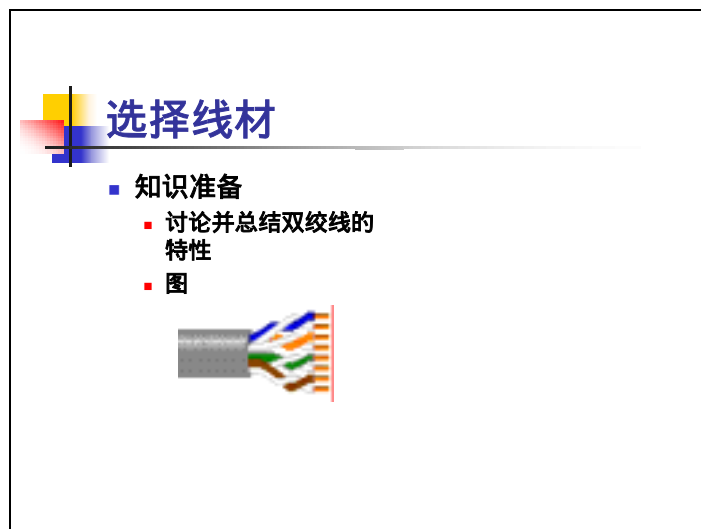 选择线材
知识准备
讨论并总结双绞线的
特性
图